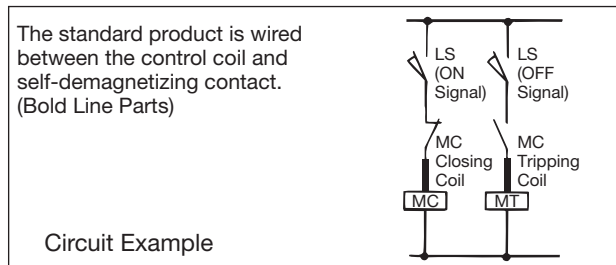 The standard product is wired
between the control coil and
self-demagnetizing contact.
(Bold Line Parts)
LS
(ON
Signal)
LS
(OFF
Signal)
MC
Closing
Coil
MC
Tripping
Coil
MC
MT
Circuit Example